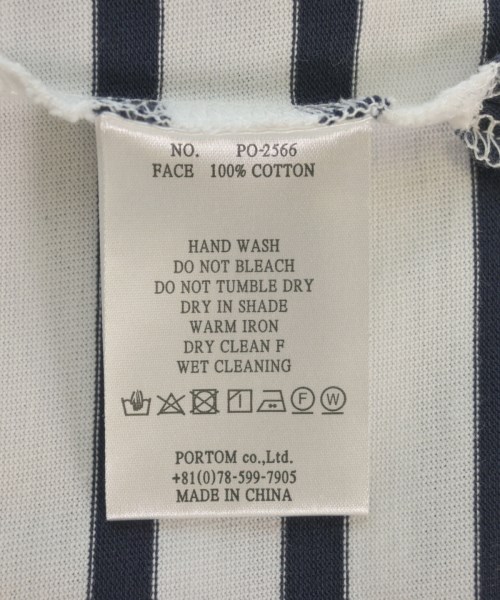 NO. PO-2566
FACE 100% COTTON
HAND WASH
DO NOT BLEACH
DO NOT TUMBLE DRY
DRY IN SHADE
WARM IRON
DRY CLEAN F
WET CLEANING
F W
PORTOM co.,Ltd.
+81(0)78-599-7905
MADE IN CHINA